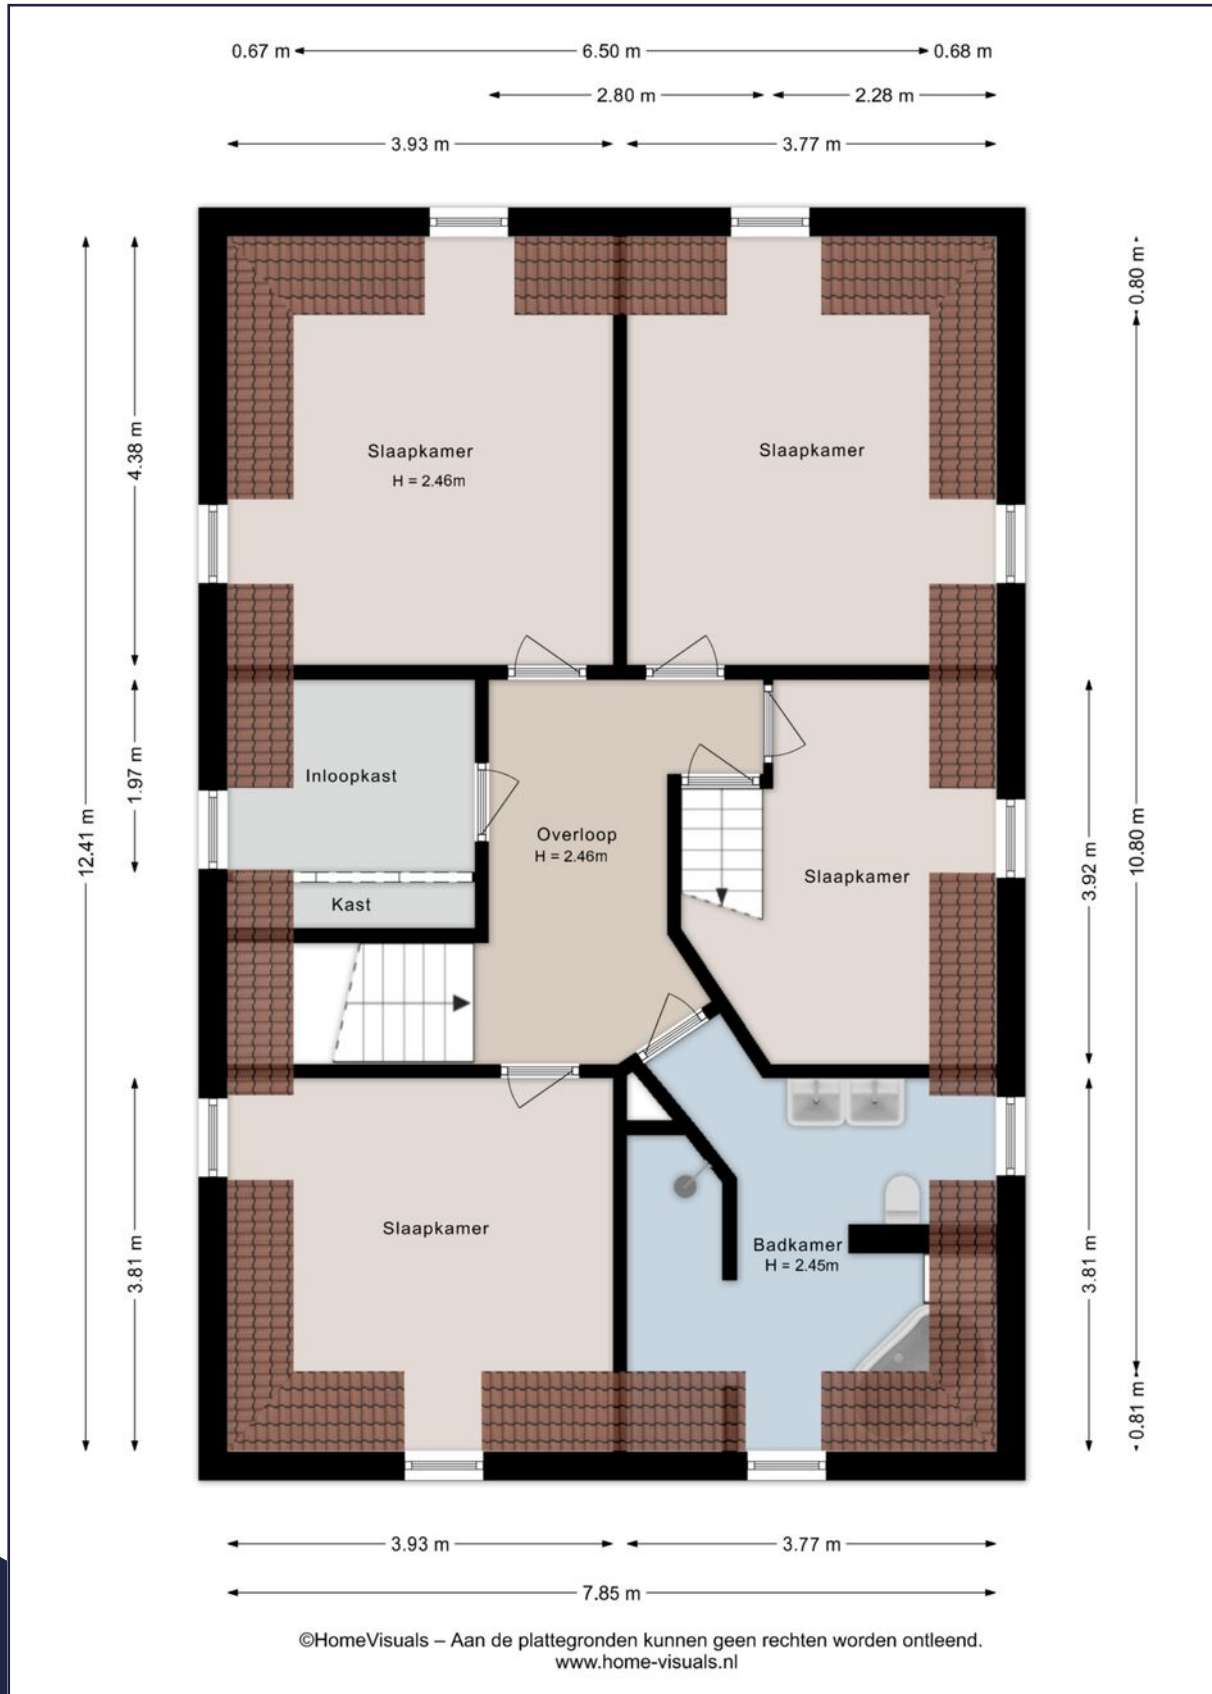 0.67 m
6.50 m
0.68 m
2.80 m
2.28 m
3.93 m
3.77 m
4.38 m
0.80 m
Slaapkamer
H = 2.46m
Slaapkamer
1.97 m
12.41 m
Inloopkast
Overloop
H = 2.46m
Kast
Slaapkamer
3.92 m
10.80 m
3.81 m
Slaapkamer
Badkamer
H = 2.45m
3.81 m
0.81 m
3.93 m
3.77 m
7.85 m
©HomeVisuals – Aan de plattegronden kunnen geen rechten worden ontleend.
www.home-visuals.nl